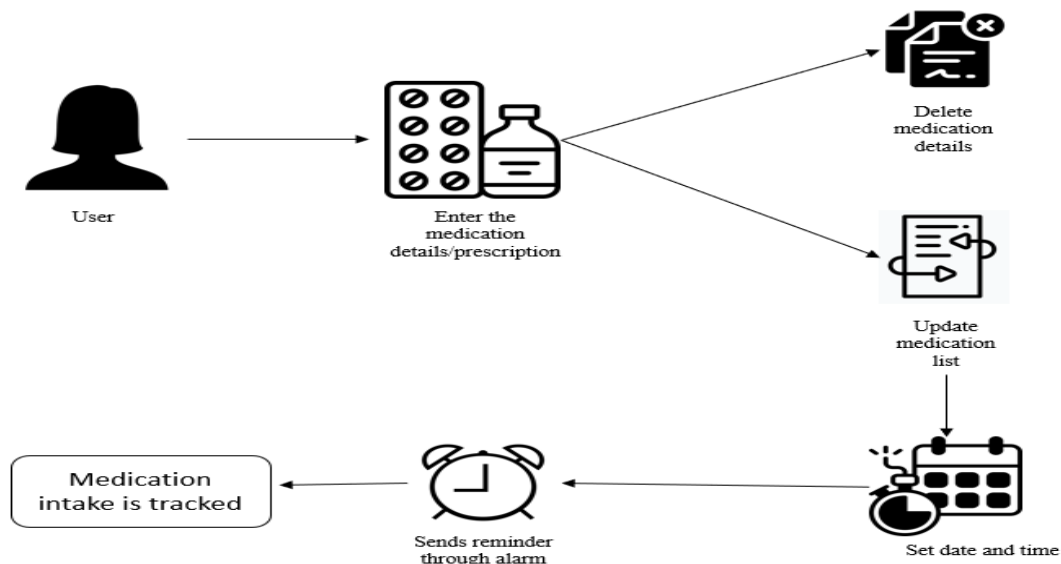 User
Enter the
medication
details/prescription
Delete
medication
details
Update
medication
list
Set date and time
Sends reminder
through alarm
Medication
intake is tracked